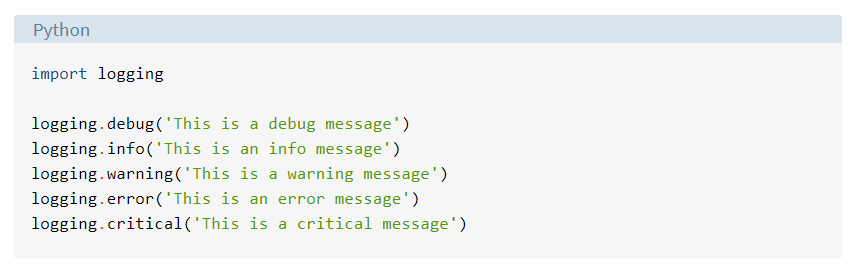 Python
import logging
logging.debug('This is a debug message')
logging.info('This is an info message')
logging.warning('This is a warning message')
logging.error('This is an error message')
logging.critical('This is a critical message')